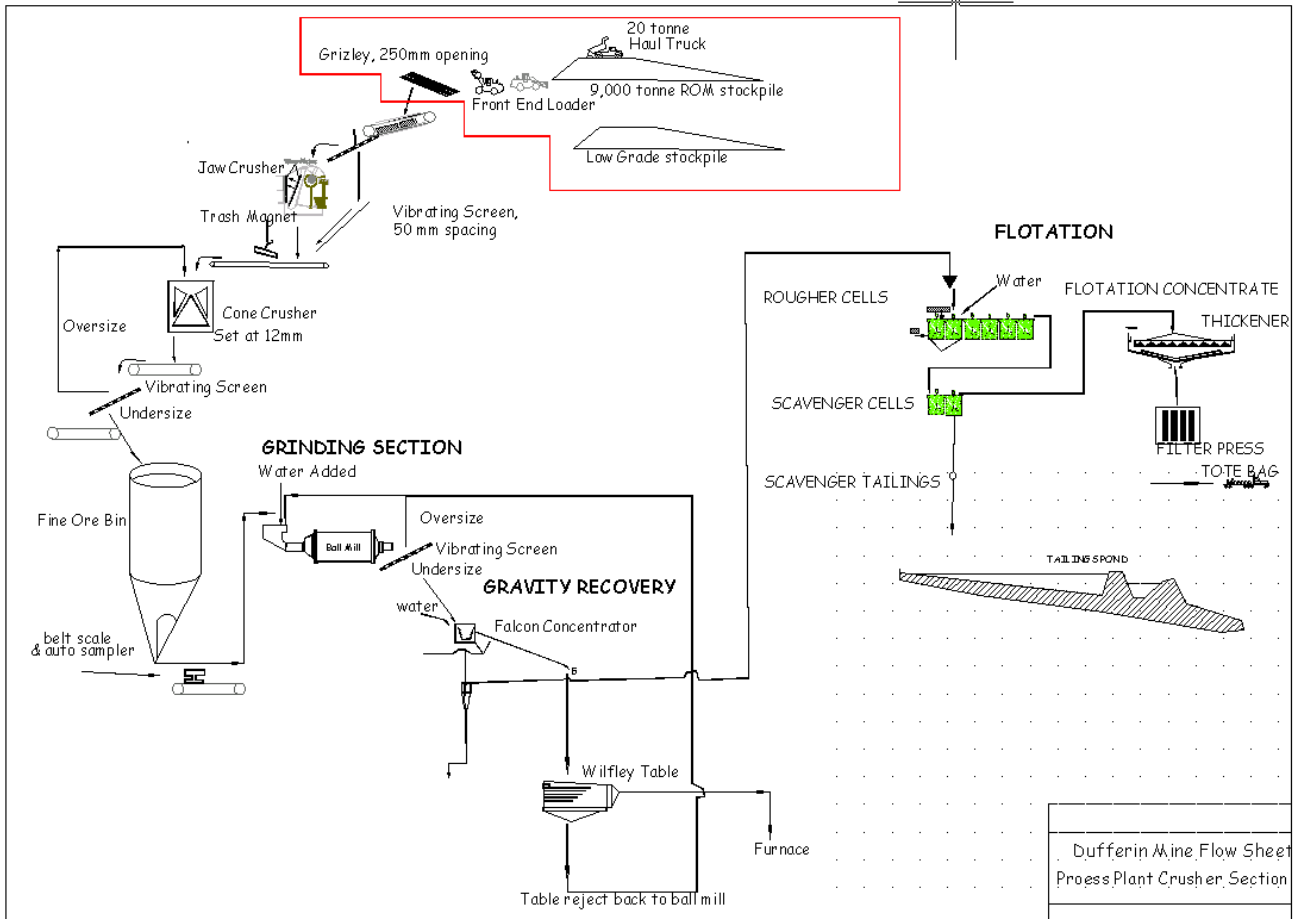 20 tonne
Haul Truck
Grizley, 250mm opening
9,000 tonne ROM stockpile
Front End Loader
Low Grade stockpile
Jaw Crusher
Trash Magnet
Vibrating Screen,
50 mm spacing
Cone Crusher
Set at 12mm
Oversize
Vibrating Screen
Undersize
Fine Ore Bin
belt scale
& auto sampler
GRINDING SECTION
Water Added
Ball Mill
Oversize
Vibrating Screen
Undersize
GRAVITY RECOVERY
water
Falcon Concentrator
Wilfley Table
Furnace
Table reject back to ball mill
FLOTATION
ROUGHER CELLS
Water
FLOTATION CONCENTRATE
THICKENER
SCAVENGER CELLS
FILTER PRESS
TOTE BAG
SCAVENGER TAILINGS
TAILINGS POND
Dufferin Mine Flow Sheet
Proess Plant Crusher Section